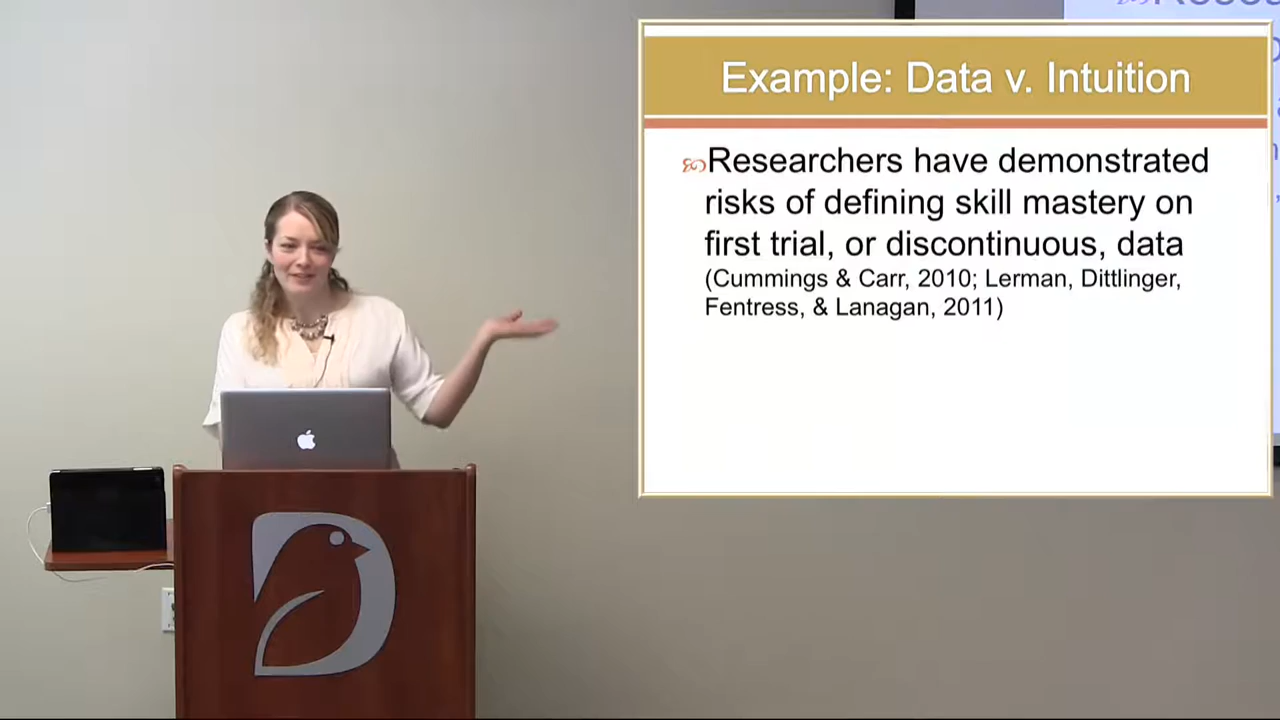 Example: Data v. Intuition
Researchers have demonstrated
risks of defining skill mastery on
first trial, or discontinuous, data
(Cummings & Carr, 2010; Lerman, Dittlinger,
Fentress, & Lanagan, 2011)